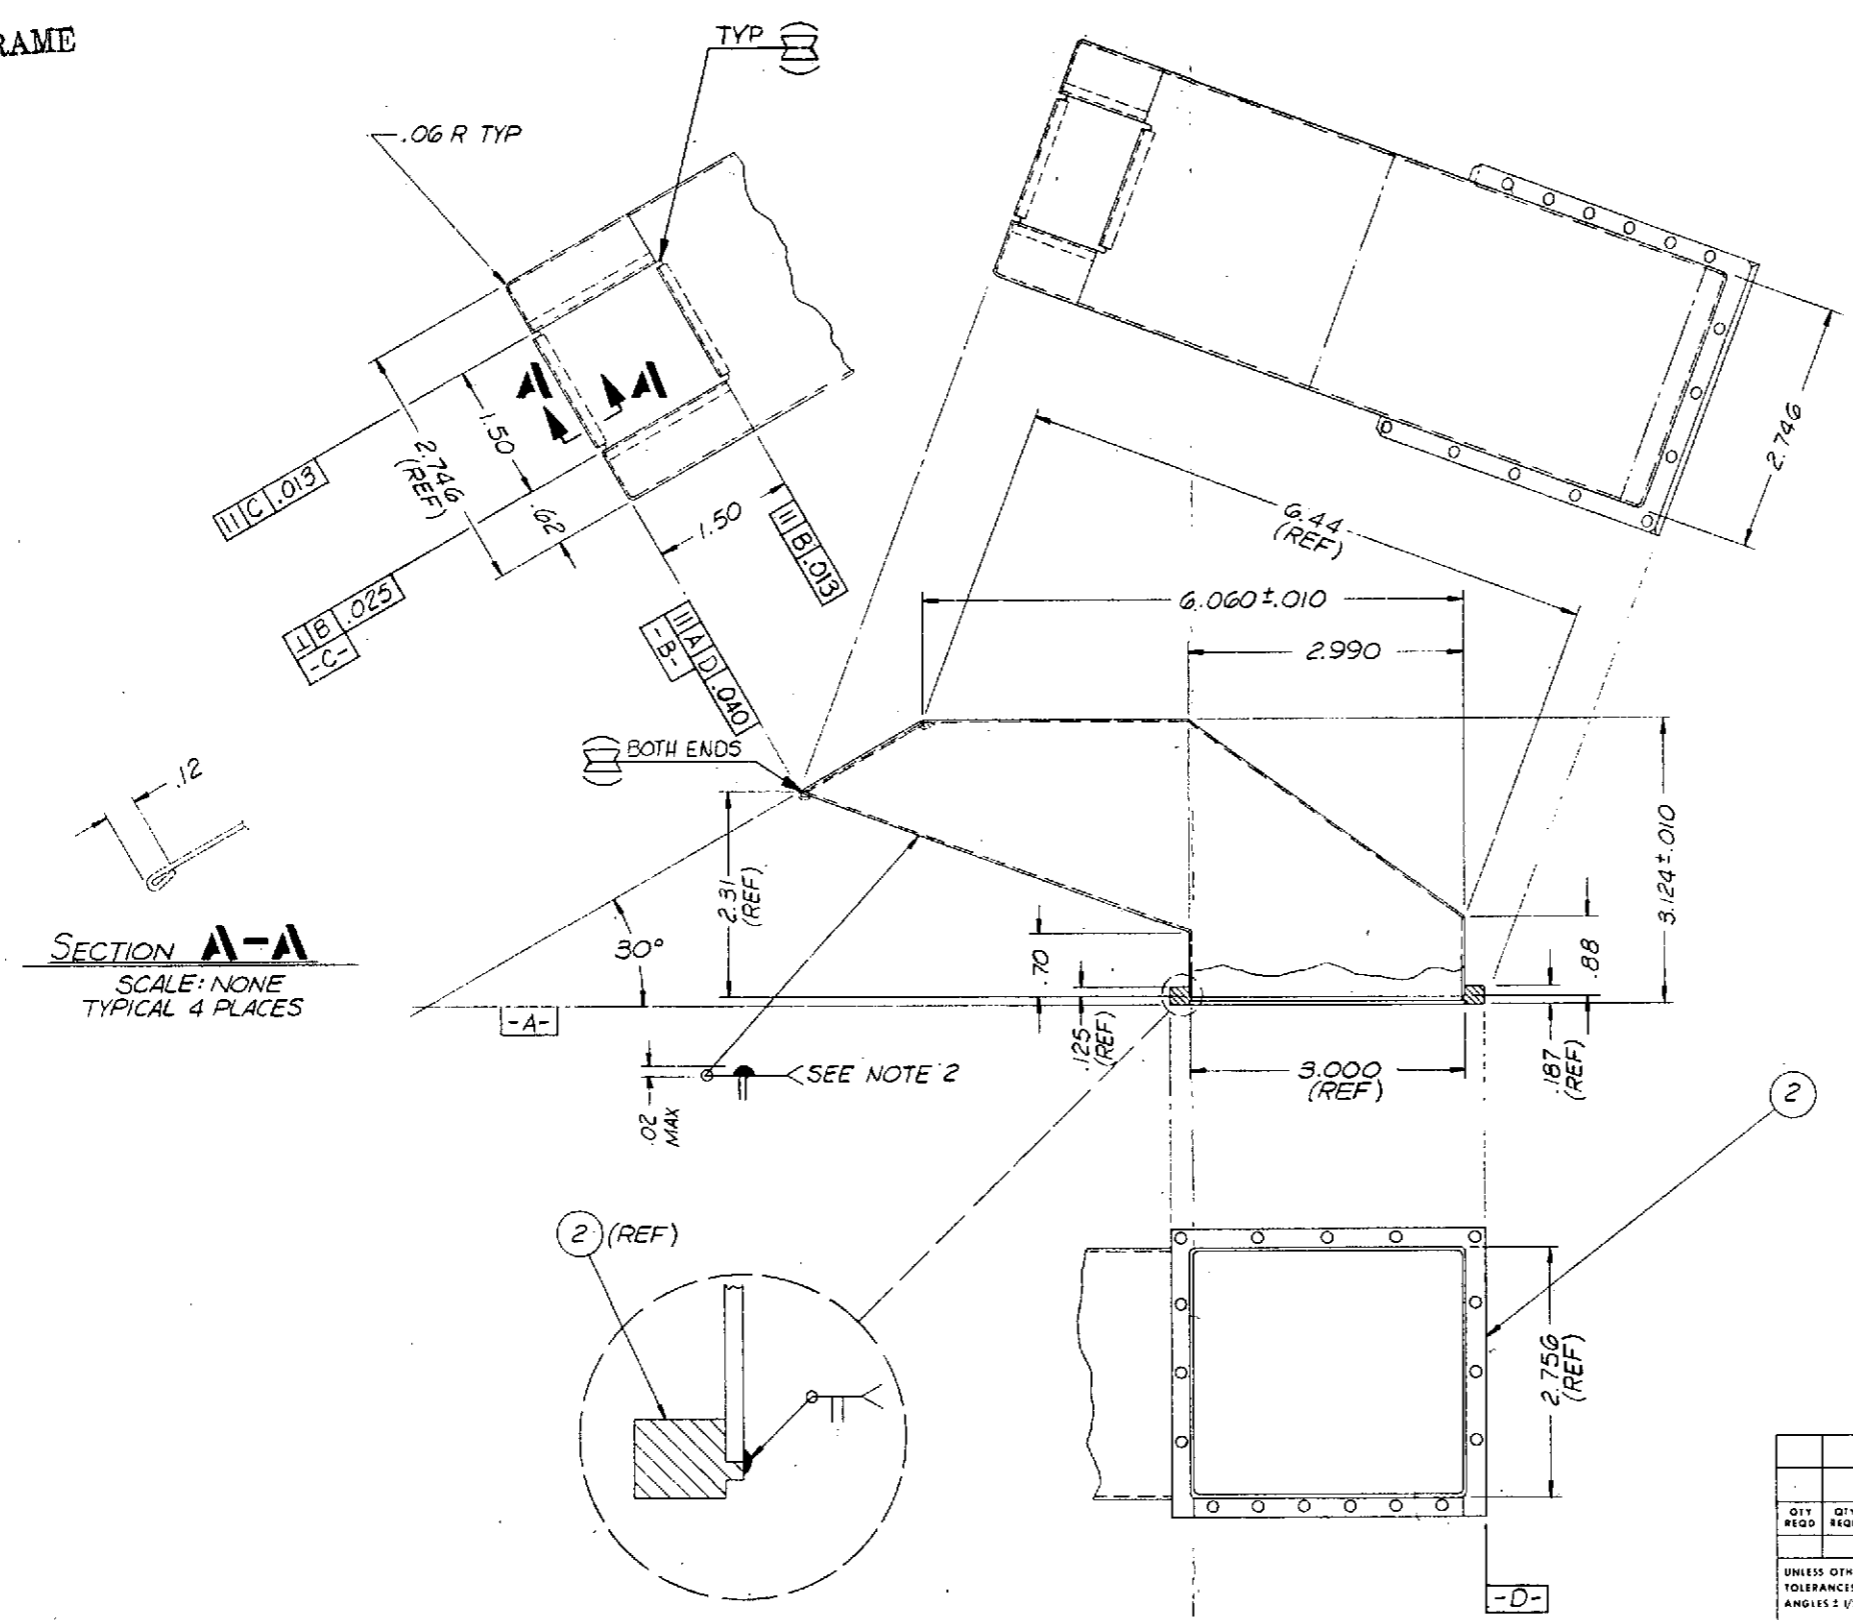 RAME
TYP
.06 R TYP
1.50
2.746
(REF)
.62
1.50
|| C .013
⊥ B .025
-C-
|| B .013
|| A D .040
-B-
2.746
6.44
(REF)
6.060±.010
2.990
BOTH ENDS
.12
SECTION A-A
SCALE: NONE
TYPICAL 4 PLACES
30°
2.31
(REF)
.70
.125
(REF)
3.124±.010
.88
.187
(REF)
3.000
(REF)
-A-
.02
MAX
SEE NOTE 2
2
2 (REF)
2.756
(REF)
-D-
QTY
REQD
QTY
UNLESS OTH
TOLERANCES
ANGLES ± 1/